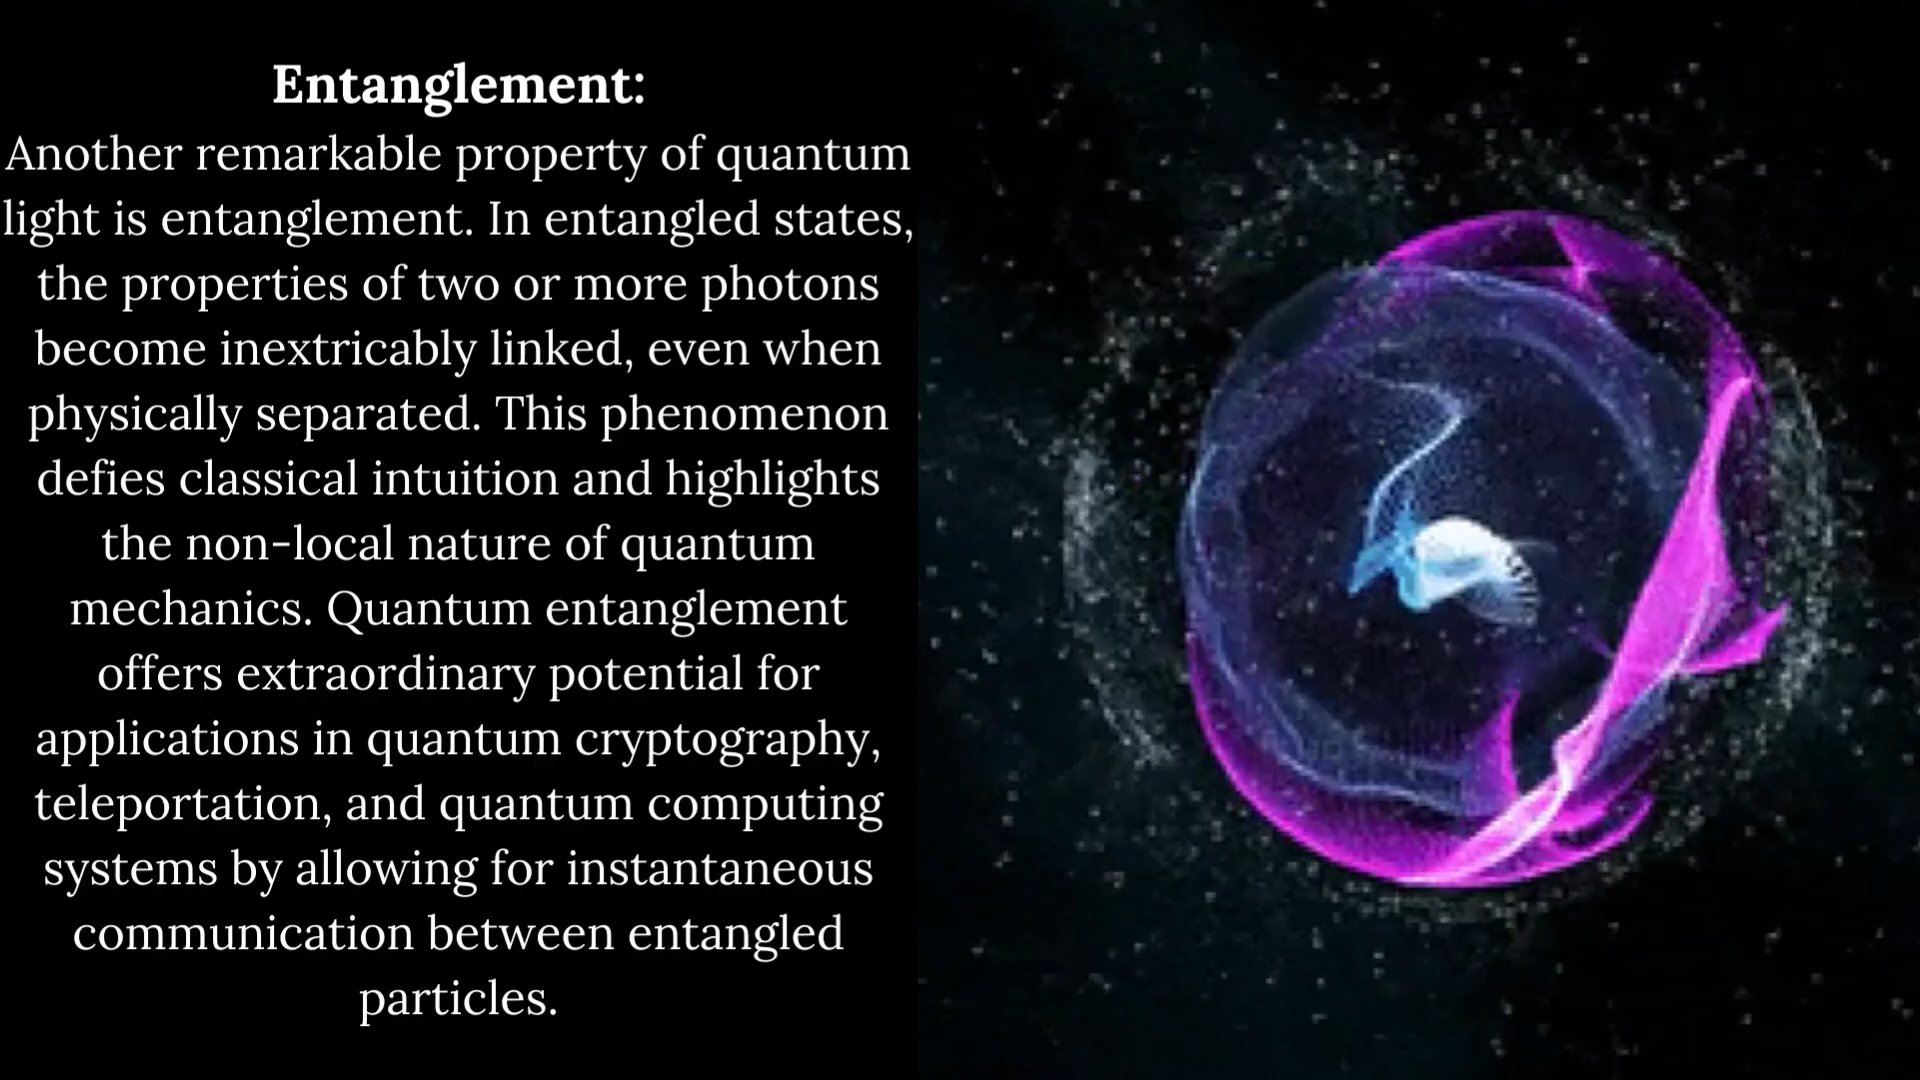 Entanglement:
Another remarkable property of quantum
light is entanglement. In entangled states,
the properties of two or more photons
become inextricably linked, even when
physically separated. This phenomenon
defies classical intuition and highlights
the non-local nature of quantum
mechanics. Quantum entanglement
offers extraordinary potential for
applications in quantum cryptography,
teleportation, and quantum computing
systems by allowing for instantaneous
communication between entangled
particles.